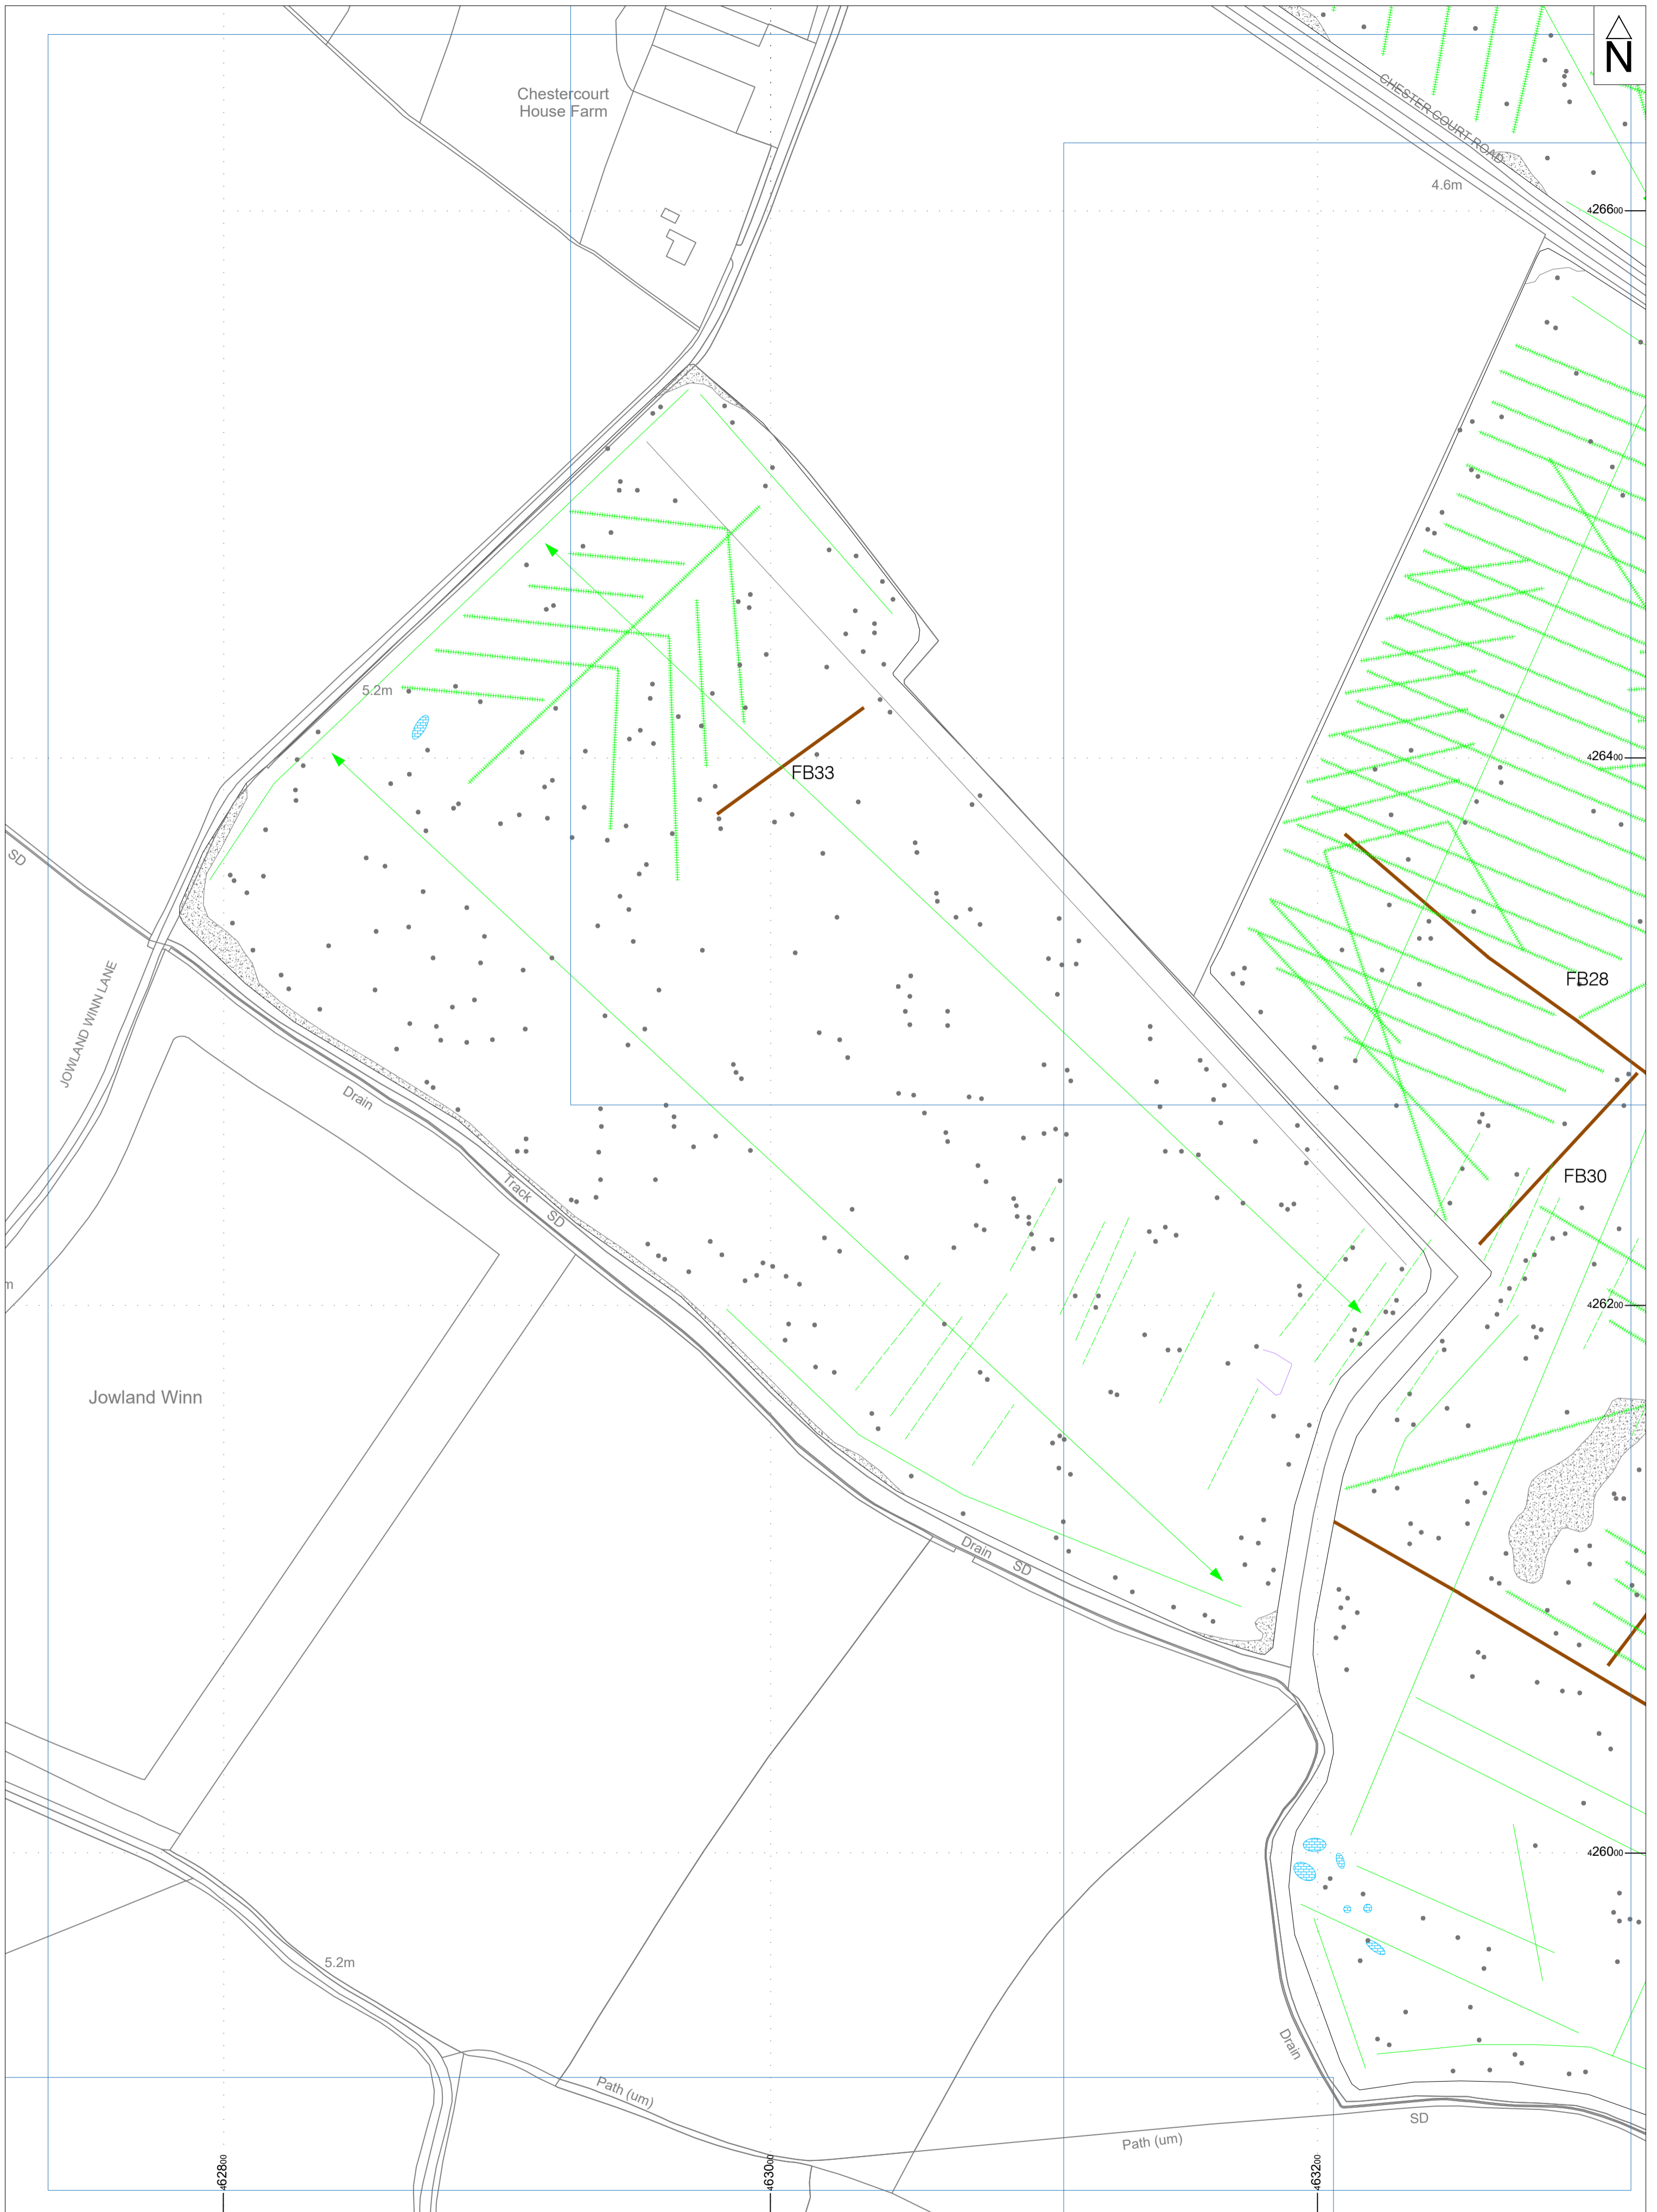 N
Chestercourt
House Farm
CHESTER COURT ROAD
4.6m
426600
5.2m
FB33
426400
SD
FB28
JOWLAND WINN LANE
Drain
Track
SD
FB30
m
426200
Jowland Winn
Drain
SD
426000
5.2m
Drain
Path (um)
SD
Path (um)
462800
463000
463200